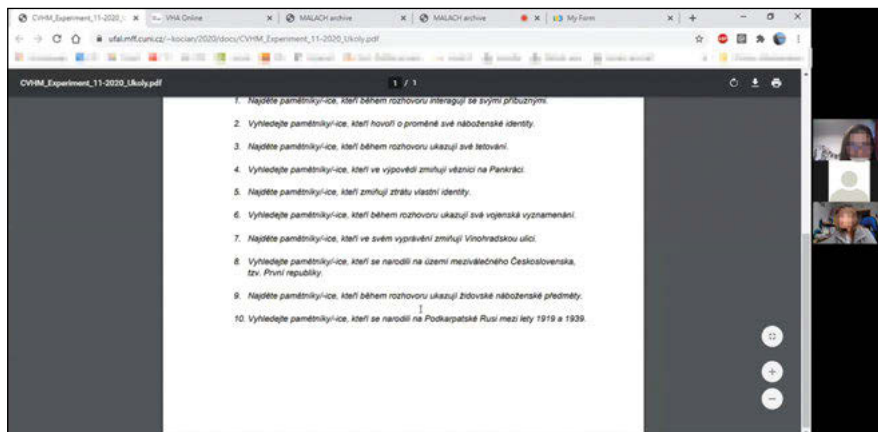 CVHM_Experiment_11-2020_
VHA Online
MALACH archive
MALACH archive
My Form
ufal.mff.cuni.cz/~kocian/2020/docs/CVHM_Experiment_11-2020_Ukoly.pdf
CVHM_Experiment_11-2020_Ukoly.pdf
1 / 1
1. Najděte pamětníky/-ice, kteří během rozhovoru interagují se svými příbuznými.
2. Vyhledejte pamětníky/-ice, kteří hovoří o proměně své náboženské identity.
3. Najděte pamětníky/-ice, kteří během rozhovoru ukazují své tetování.
4. Vyhledejte pamětníky/-ice, kteří ve výpovědi zmiňují věznici na Pankráci.
5. Najděte pamětníky/-ice, kteří zmiňují ztrátu vlastní identity.
6. Vyhledejte pamětníky/-ice, kteří během rozhovoru ukazují svá vojenská vyznamenání.
7. Najděte pamětníky/-ice, kteří ve svém vyprávění zmiňují Vinohradskou ulici.
8. Vyhledejte pamětníky/-ice, kteří se narodili na území meziválečného Československa,
tzv. První republiky.
9. Najděte pamětníky/-ice, kteří během rozhovoru ukazují židovské náboženské předměty.
10. Vyhledejte pamětníky/-ice, kteří se narodili na Podkarpatské Rusi mezi lety 1919 a 1939.